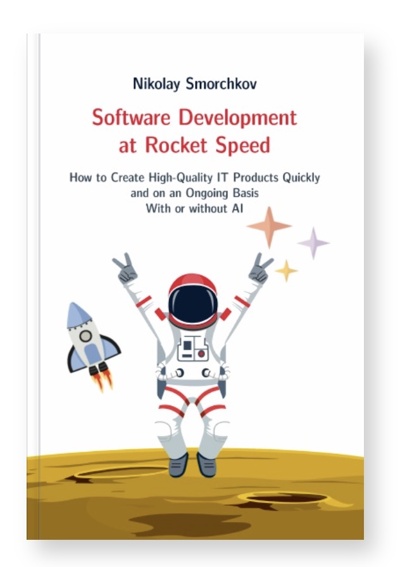 Nikolay Smorchkov
Software Development
at Rocket Speed
How to Create High-Quality IT Products Quickly
and on an Ongoing Basis
With or without AI